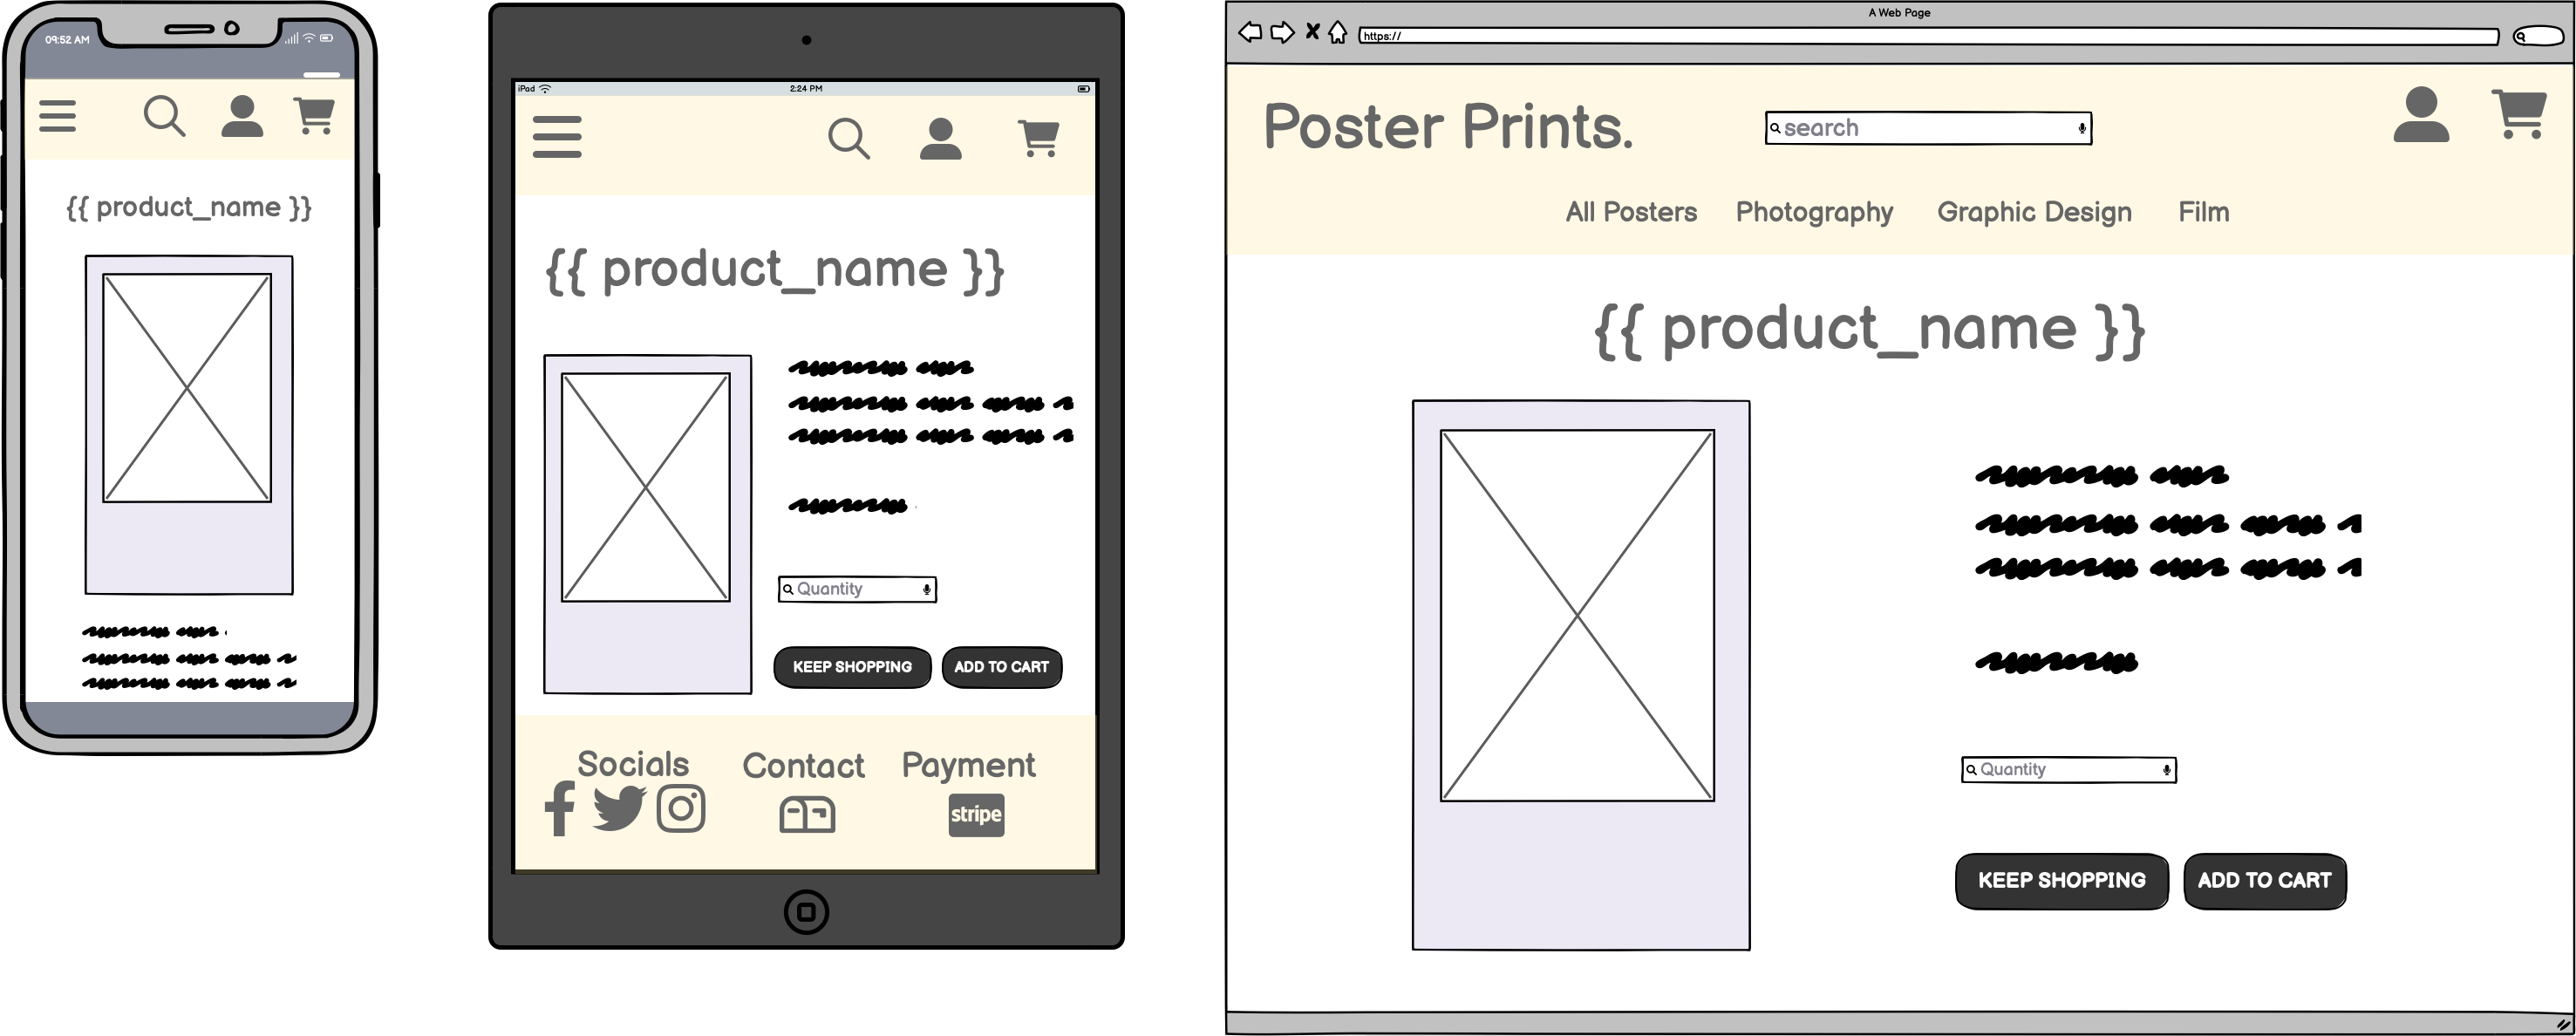 09:52 AM
{{ product_name }}
iPad
2:24 PM
{{ product_name }}
Quantity
KEEP SHOPPING
ADD TO CART
Socials
Contact
Payment
stripe
A Web Page
https://
Poster Prints.
search
All Posters
Photography
Graphic Design
Film
{{ product_name }}
Quantity
KEEP SHOPPING
ADD TO CART